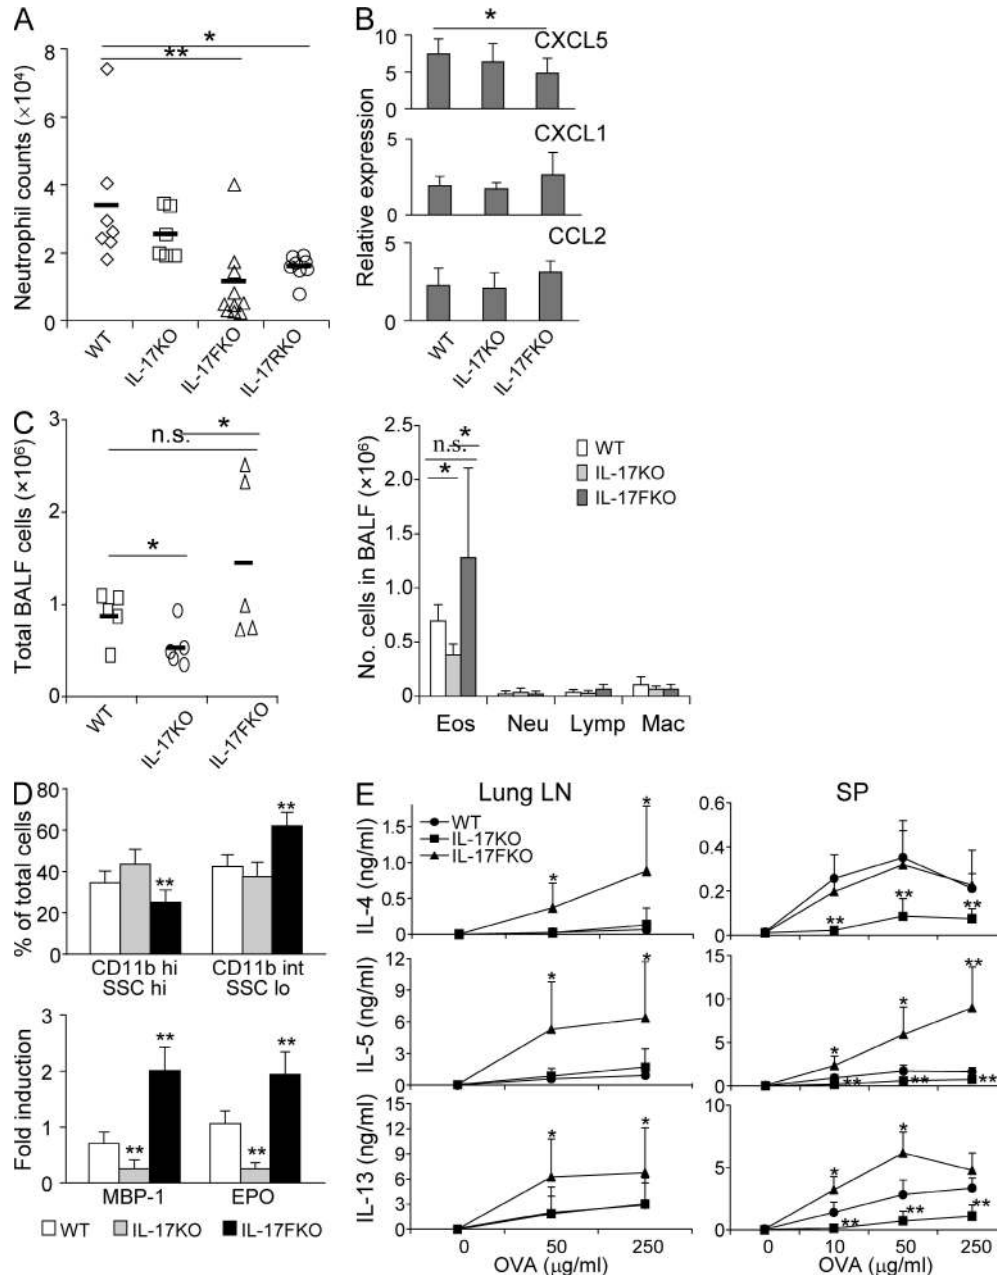 A
*
**
8
6
4
2
0
Neutrophil counts (×10⁴)
WT
IL-17KO
IL-17FKO
IL-17RKO
B
*
CXCL5
10
5
0
CXCL1
5
0
CCL2
5
0
Relative expression
WT
IL-17KO
IL-17FKO
C
3
2
1
0
Total BALF cells (×10⁶)
*
n.s.
*
WT
IL-17KO
IL-17FKO
2.5
2.0
1.5
1.0
0.5
0
No. cells in BALF (×10⁶)
*
n.s.
*
WT
IL-17KO
IL-17FKO
Eos Neu Lymp Mac
D
80
60
40
20
0
% of total cells
**
**
CD11b hi CD11b int
SSC hi SSC lo
3
2
1
0
Fold induction
**
**
**
**
MBP-1 EPO
WT IL-17KO IL-17FKO
E
Lung LN
WT
IL-17KO
IL-17FKO
IL-4 (ng/ml)
1.5
1.0
0.5
0
*
*
IL-5 (ng/ml)
12
9
6
3
0
*
*
IL-13 (ng/ml)
15
12
9
6
3
0
*
*
0 50 250
OVA (μg/ml)
SP
0.6
0.4
0.2
0
**
**
**
15
10
5
0
*
*
**
**
**
**
10
5
0
*
*
**
**
**
0 10 50 250
OVA (μg/ml)